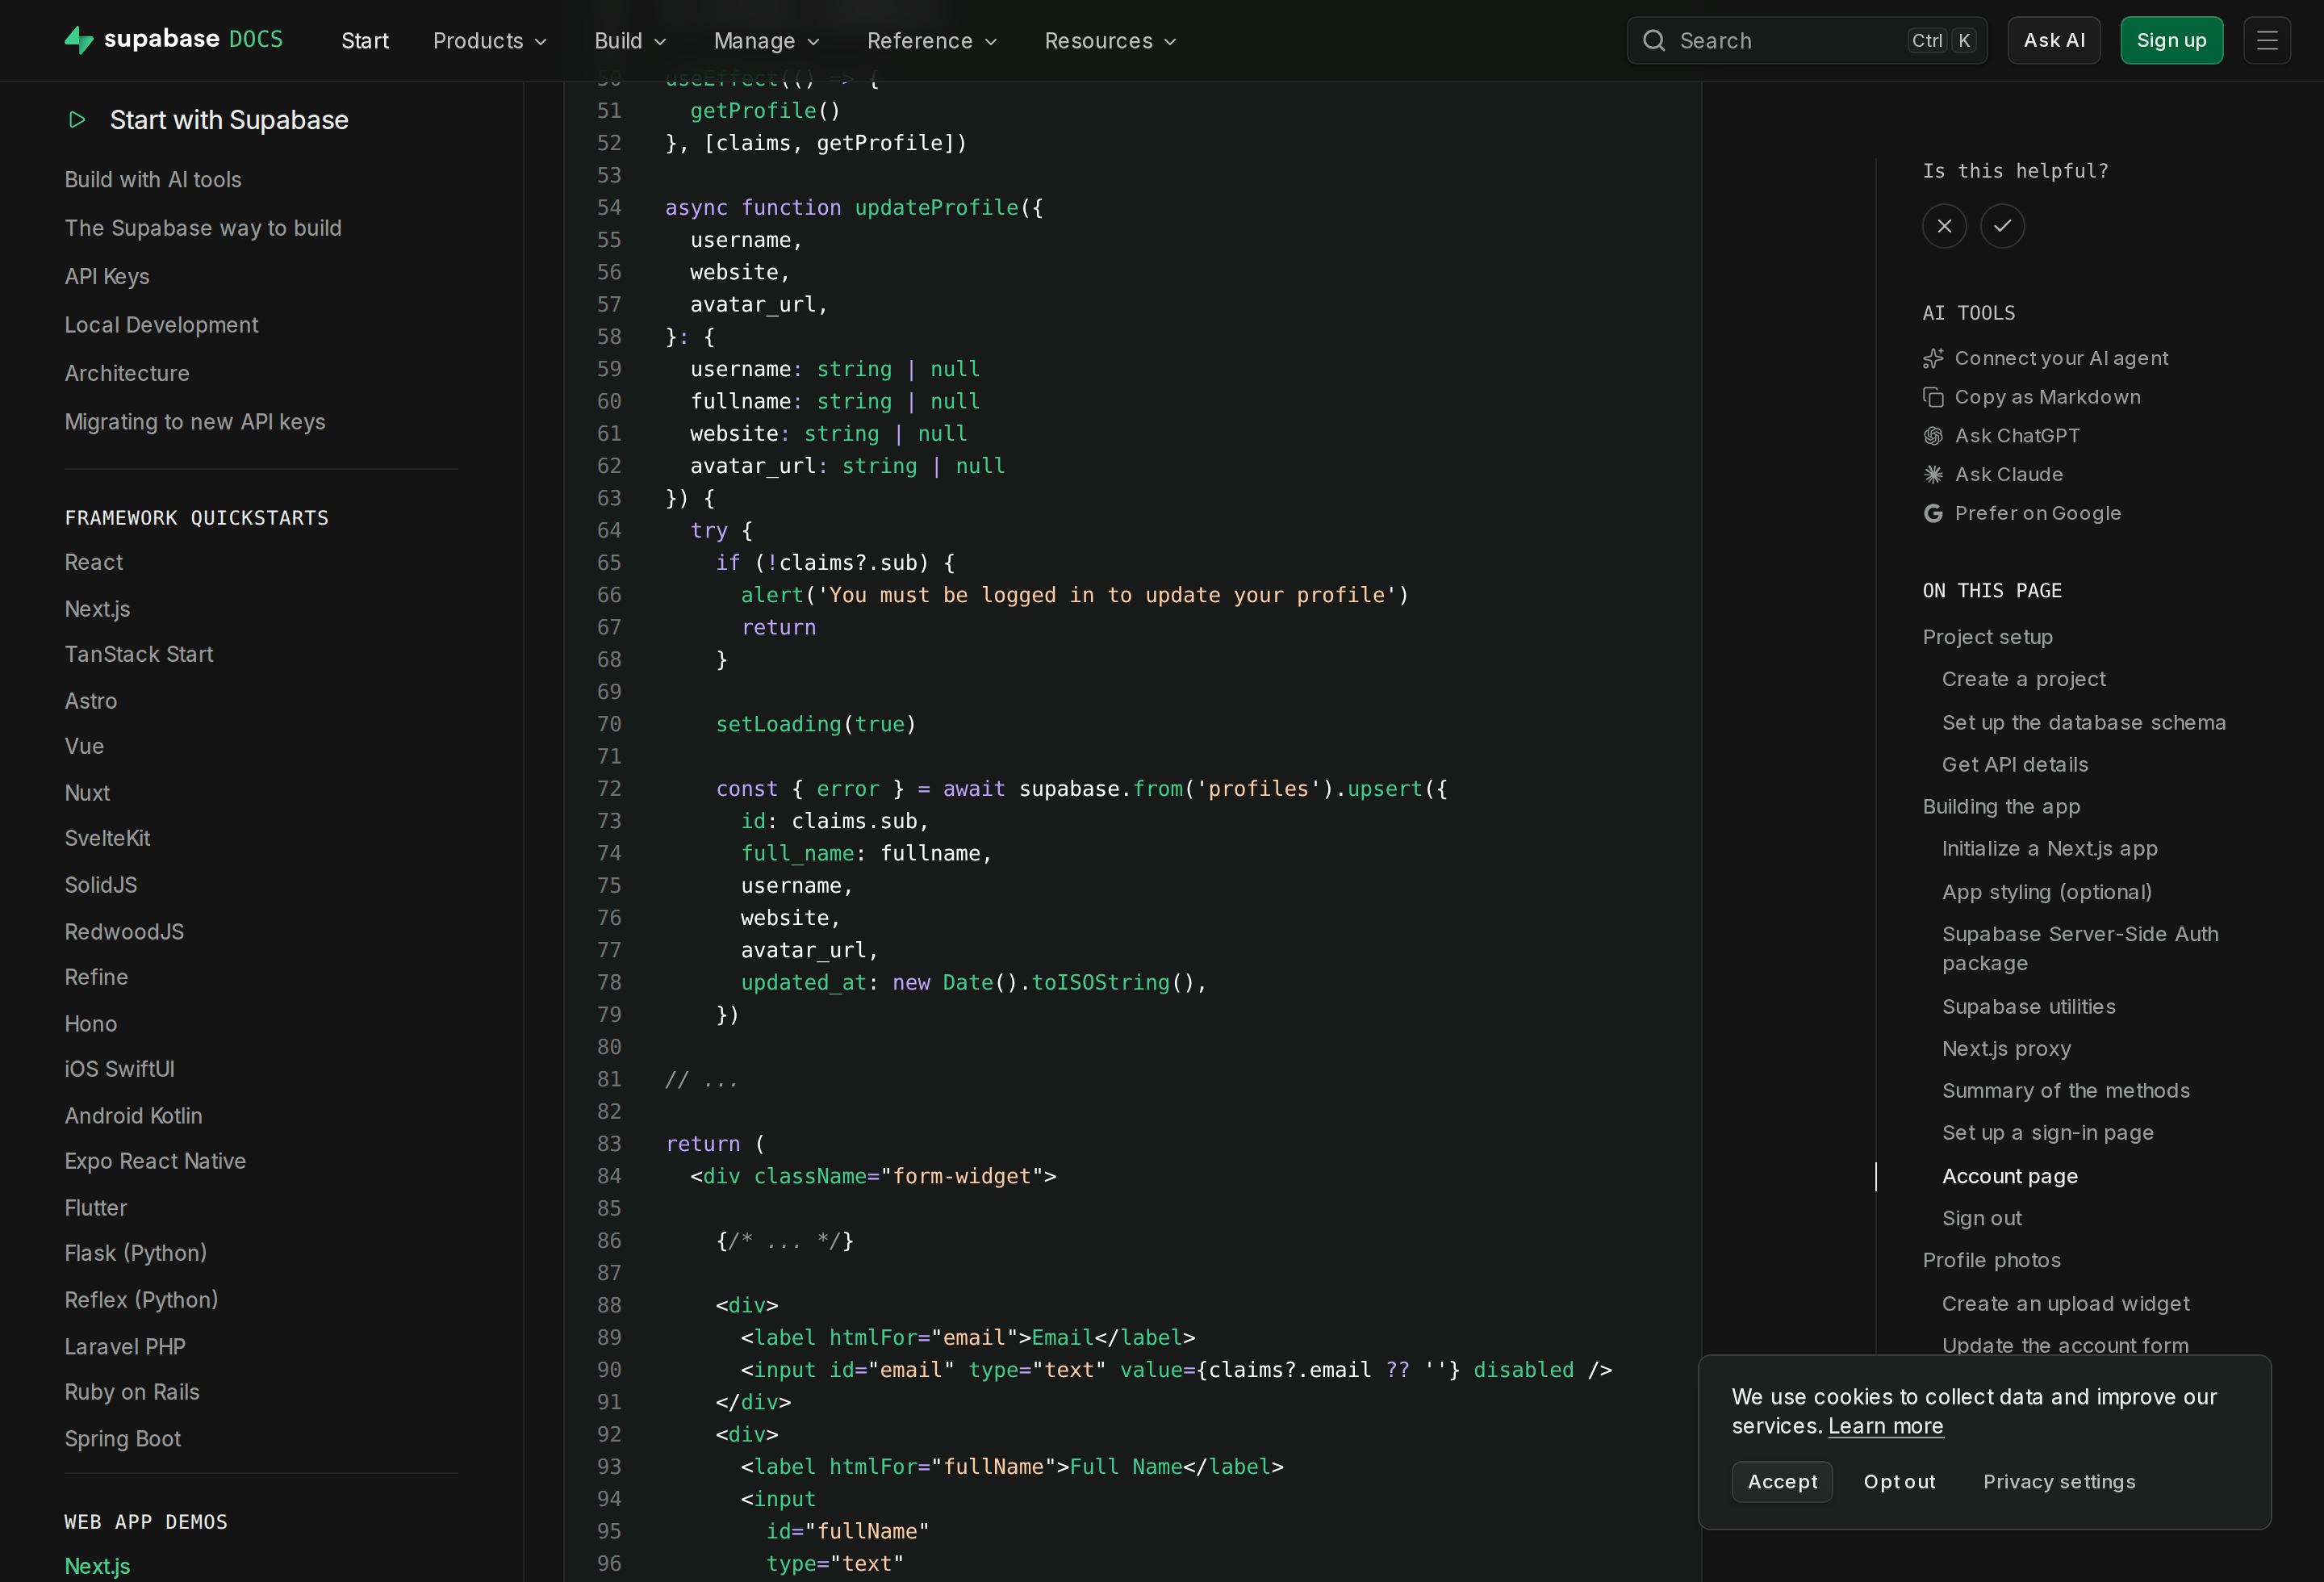 supabase DOCS
Start
Products
Build
Manage
Reference
Resources
Search
Ctrl K
Ask AI
Sign up
Start with Supabase
Build with AI tools
The Supabase way to build
API Keys
Local Development
Architecture
Migrating to new API keys
FRAMEWORK QUICKSTARTS
React
Next.js
TanStack Start
Astro
Vue
Nuxt
SvelteKit
SolidJS
RedwoodJS
Refine
Hono
iOS SwiftUI
Android Kotlin
Expo React Native
Flutter
Flask (Python)
Reflex (Python)
Laravel PHP
Ruby on Rails
Spring Boot
WEB APP DEMOS
Next.js
50 useEffect(() => {
51 getProfile()
52 }, [claims, getProfile])
53
54 async function updateProfile({
55 username,
56 website,
57 avatar_url,
58 }: {
59 username: string | null
60 fullname: string | null
61 website: string | null
62 avatar_url: string | null
63 }) {
64 try {
65 if (!claims?.sub) {
66 alert('You must be logged in to update your profile')
67 return
68 }
69
70 setLoading(true)
71
72 const { error } = await supabase.from('profiles').upsert({
73 id: claims.sub,
74 full_name: fullname,
75 username,
76 website,
77 avatar_url,
78 updated_at: new Date().toISOString(),
79 })
80
81 // ...
82
83 return (
84 <div className="form-widget">
85
86 {/* ... */}
87
88 <div>
89 <label htmlFor="email">Email</label>
90 <input id="email" type="text" value={claims?.email ?? ''} disabled />
91 </div>
92 <div>
93 <label htmlFor="fullName">Full Name</label>
94 <input
95 id="fullName"
96 type="text"
Is this helpful?
AI TOOLS
Connect your AI agent
Copy as Markdown
Ask ChatGPT
Ask Claude
Prefer on Google
ON THIS PAGE
Project setup
Create a project
Set up the database schema
Get API details
Building the app
Initialize a Next.js app
App styling (optional)
Supabase Server-Side Auth
package
Supabase utilities
Next.js proxy
Summary of the methods
Set up a sign-in page
Account page
Sign out
Profile photos
Create an upload widget
Update the account form
We use cookies to collect data and improve our
services. Learn more
Accept
Opt out
Privacy settings